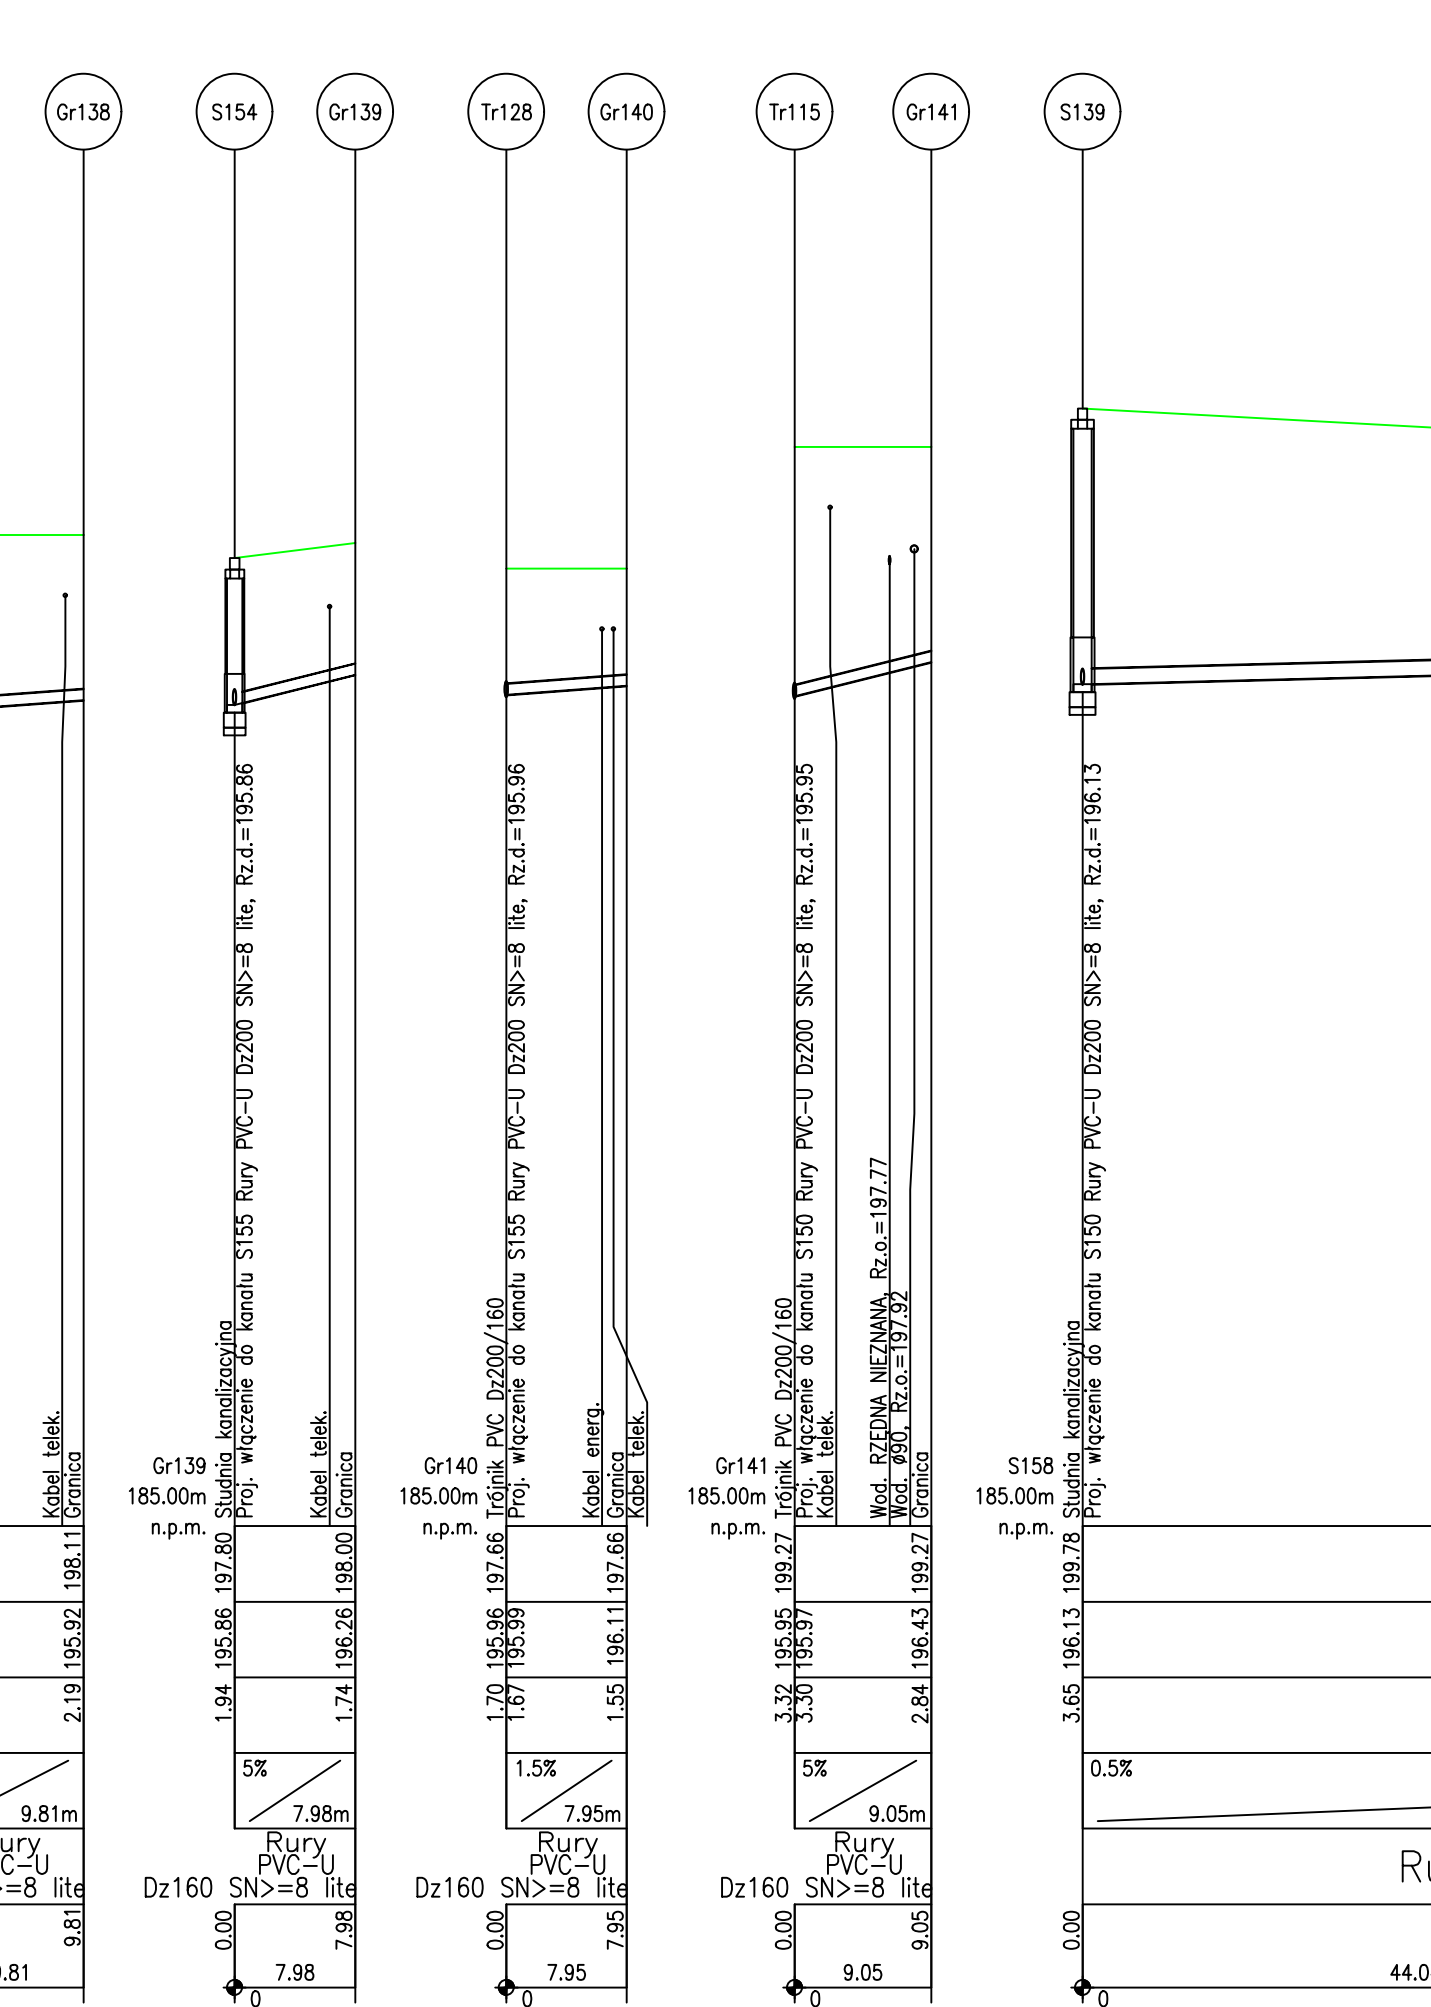 Gr138
S154
Gr139
Tr128
Gr140
Tr115
Gr141
S139
Kabel telek.
Granica
198.11
195.92
2.19
9.81m
9.81
Gr139
185.00m
n.p.m.
Studnia kanalizacyjna
Proj. włączenie do kanału S155 Rury PVC-U Dz200 SN>=8 lite, Rz.d.=195.86
Kabel telek.
Granica
197.80
198.00
195.86
196.26
1.94
1.74
5%
7.98m
Rury
PVC-U
Dz160 SN>=8 lite
0.00
7.98
7.98
0
Gr140
185.00m
n.p.m.
Trójnik PVC Dz200/160
Proj. włączenie do kanału S155 Rury PVC-U Dz200 SN>=8 lite, Rz.d.=195.96
Kabel energ.
Granica
Kabel telek.
197.66
197.66
195.96
195.99
196.11
1.70
1.67
1.55
1.5%
7.95m
Rury
PVC-U
Dz160 SN>=8 lite
0.00
7.95
7.95
0
Gr141
185.00m
n.p.m.
Trójnik PVC Dz200/160
Proj. włączenie do kanału S150 Rury PVC-U Dz200 SN>=8 lite, Rz.d.=195.95
Kabel telek.
Wod. RZĘDNA NIEZNANA, Rz.o.=197.77
Wod. ø90, Rz.o.=197.92
Granica
199.27
199.27
195.95
195.97
196.43
3.32
3.30
2.84
5%
9.05m
Rury
PVC-U
Dz160 SN>=8 lite
0.00
9.05
9.05
0
S158
185.00m
n.p.m.
Studnia kanalizacyjna
Proj. włączenie do kanału S150 Rury PVC-U Dz200 SN>=8 lite, Rz.d.=196.13
199.78
196.13
3.65
0.5%
0.00
44.0
0